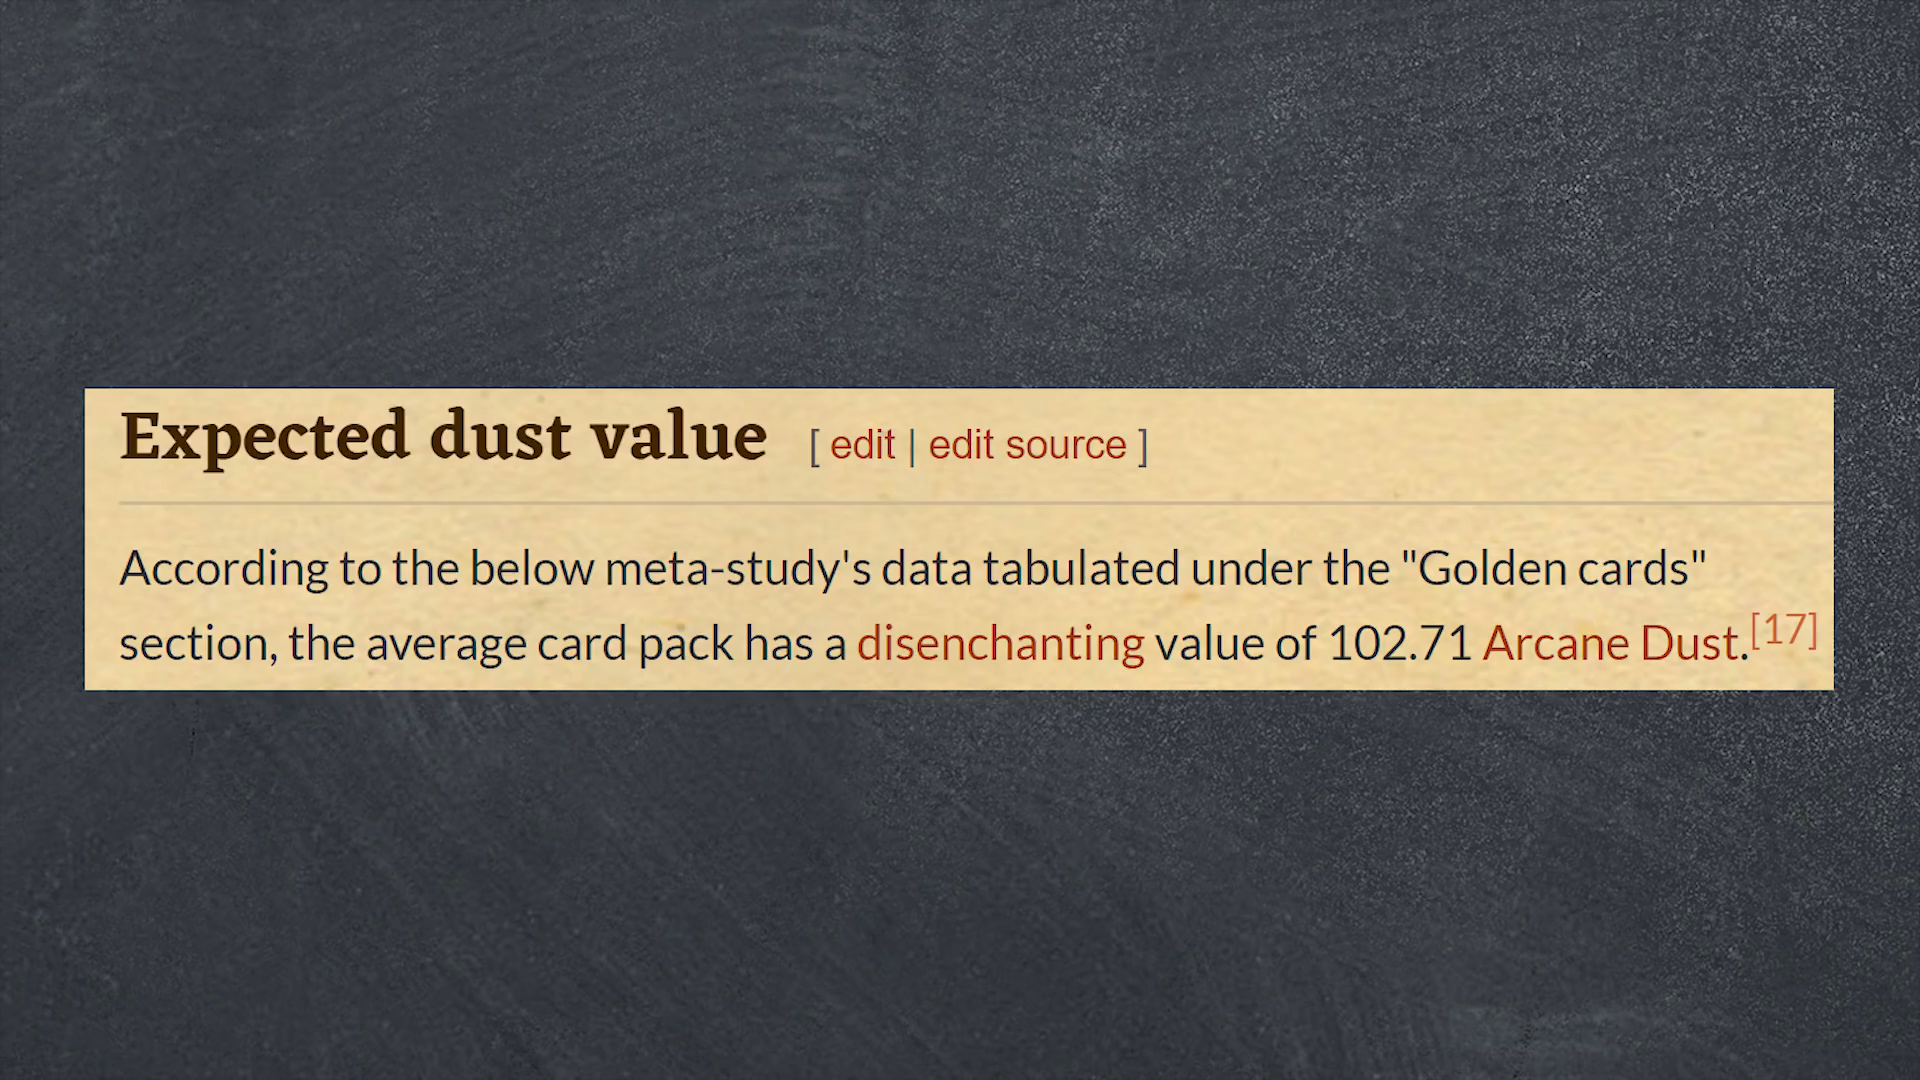 Expected dust value [ edit | edit source ]
According to the below meta-study's data tabulated under the "Golden cards"
section, the average card pack has a disenchanting value of 102.71 Arcane Dust.[17]